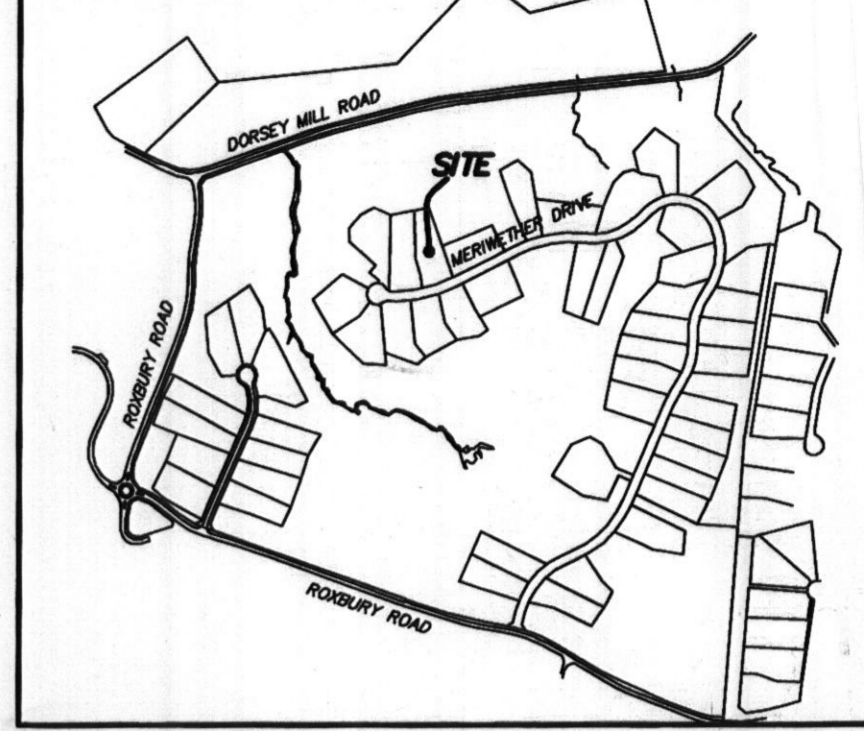 DORSEY MILL ROAD
SITE
MERIWETHER DRIVE
ROXBURY ROAD
ROXBURY ROAD